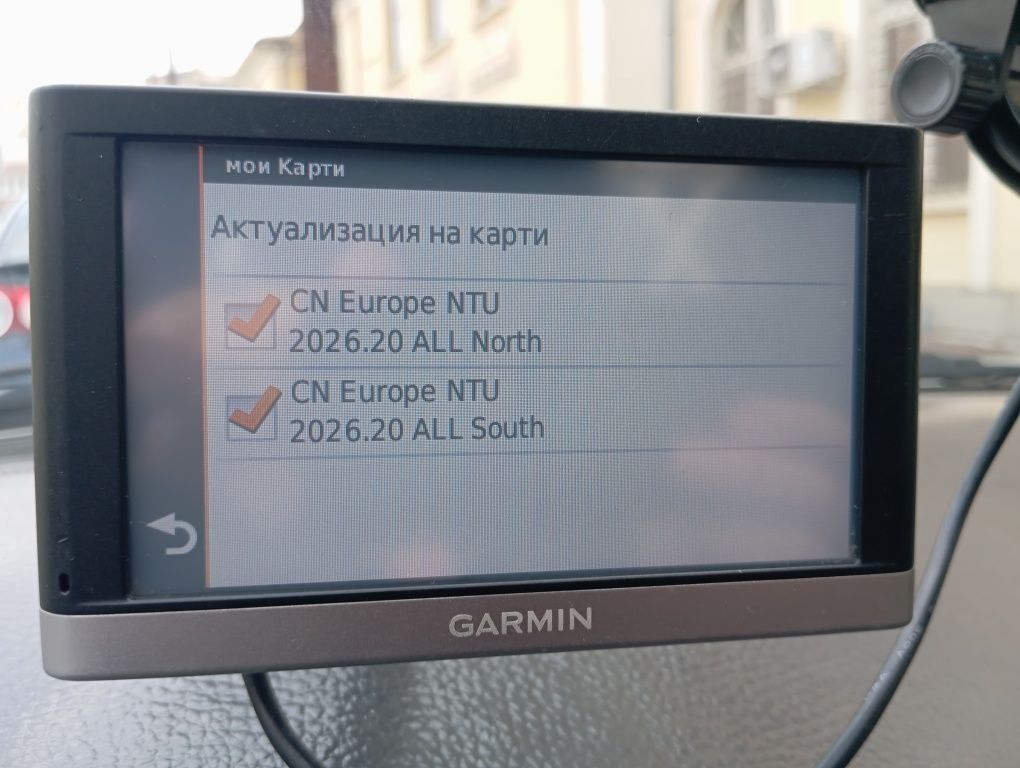 мои Карти
Актуализация на карти
CN Europe NTU
2026.20 ALL North
CN Europe NTU
2026.20 ALL South
GARMIN